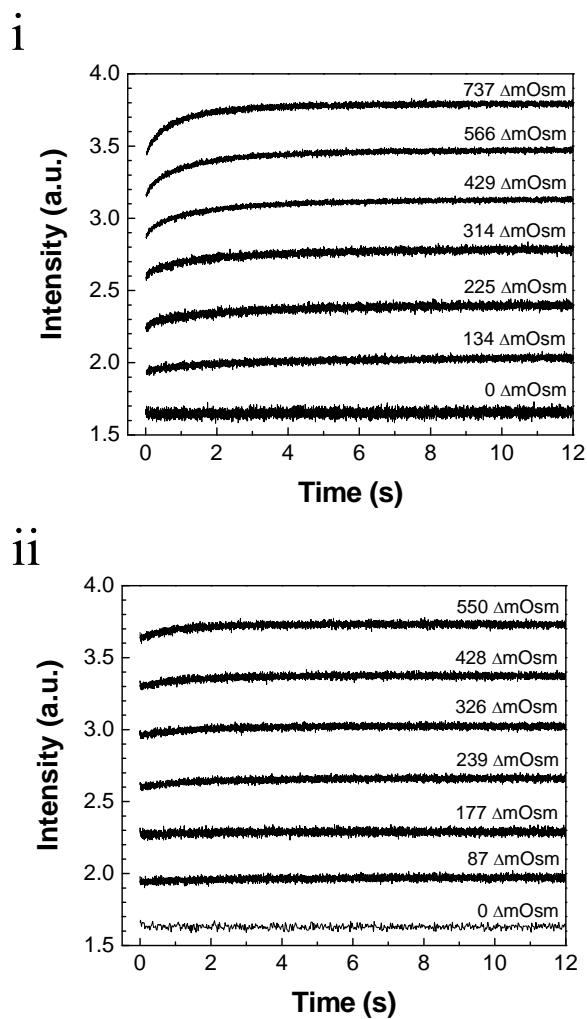 i
4.0
3.5
3.0
2.5
2.0
1.5
Intensity (a.u.)
737 ΔmOsm
566 ΔmOsm
429 ΔmOsm
314 ΔmOsm
225 ΔmOsm
134 ΔmOsm
0 ΔmOsm
0 2 4 6 8 10 12
Time (s)
ii
4.0
3.5
3.0
2.5
2.0
1.5
Intensity (a.u.)
550 ΔmOsm
428 ΔmOsm
326 ΔmOsm
239 ΔmOsm
177 ΔmOsm
87 ΔmOsm
0 ΔmOsm
0 2 4 6 8 10 12
Time (s)